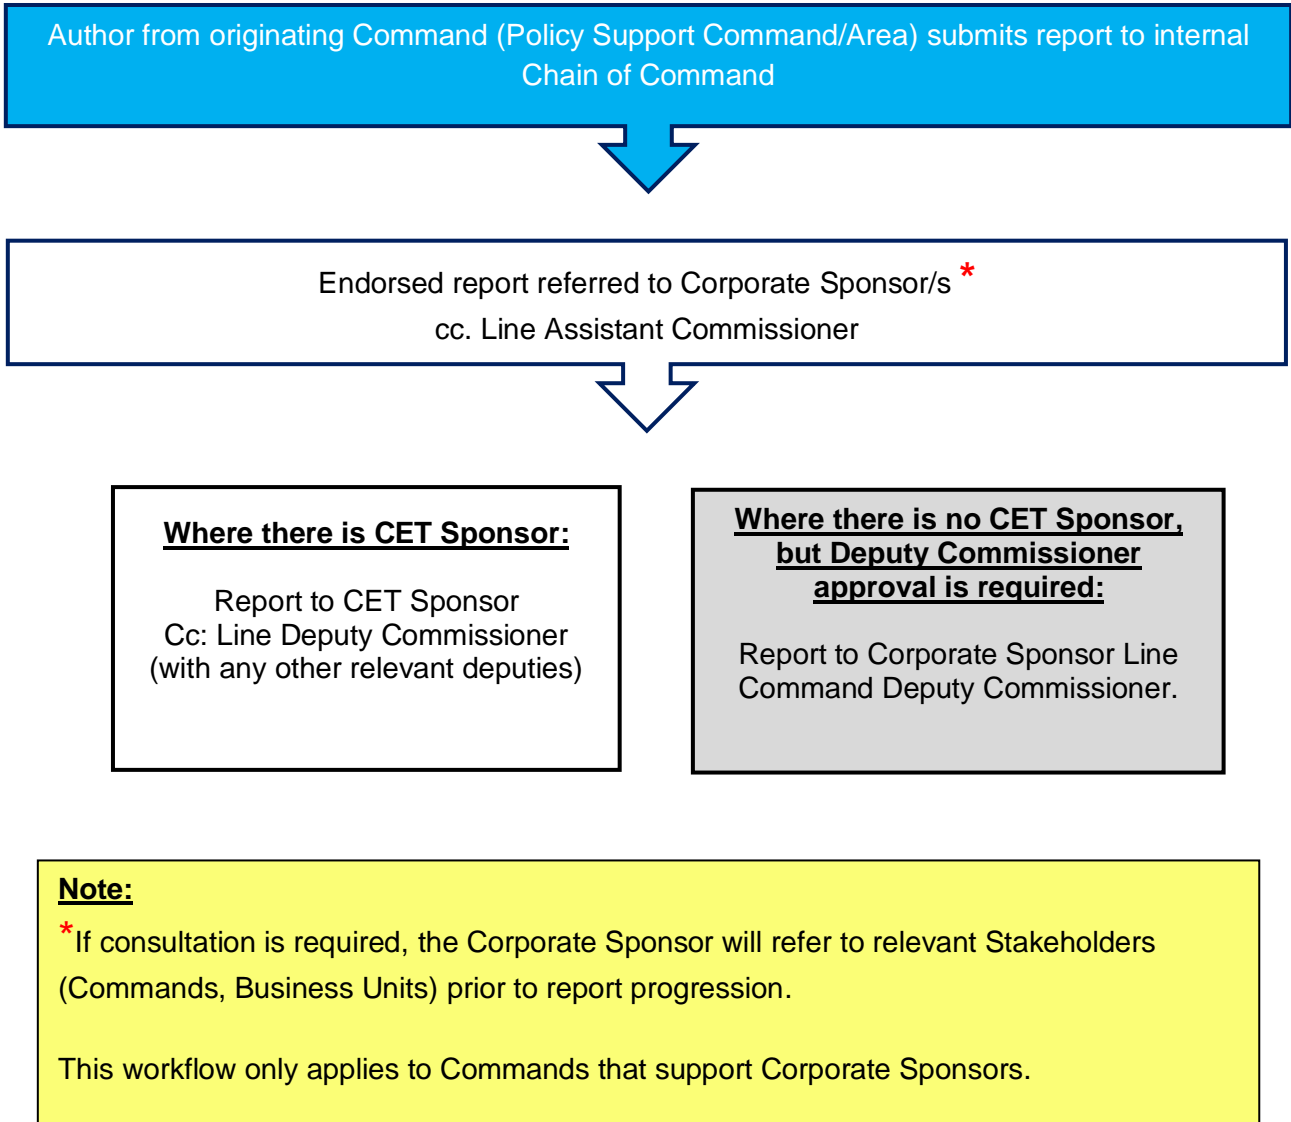 Author from originating Command (Policy Support Command/Area) submits report to internal
Chain of Command
Endorsed report referred to Corporate Sponsor/s *
cc. Line Assistant Commissioner
Where there is CET Sponsor:
Report to CET Sponsor
Cc: Line Deputy Commissioner
(with any other relevant deputies)
Where there is no CET Sponsor,
but Deputy Commissioner
approval is required:
Report to Corporate Sponsor Line
Command Deputy Commissioner.
Note:
*If consultation is required, the Corporate Sponsor will refer to relevant Stakeholders
(Commands, Business Units) prior to report progression.
This workflow only applies to Commands that support Corporate Sponsors.